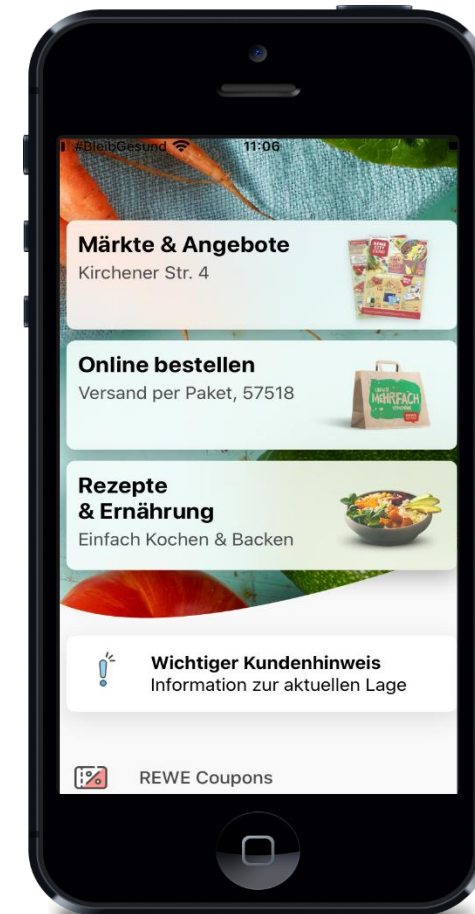 #BleibGesund 11:06
Märkte & Angebote
Kirchener Str. 4
Online bestellen
Versand per Paket, 57518
MEHRFACH
Rezepte
& Ernährung
Einfach Kochen & Backen
Wichtiger Kundenhinweis
Information zur aktuellen Lage
% REWE Coupons